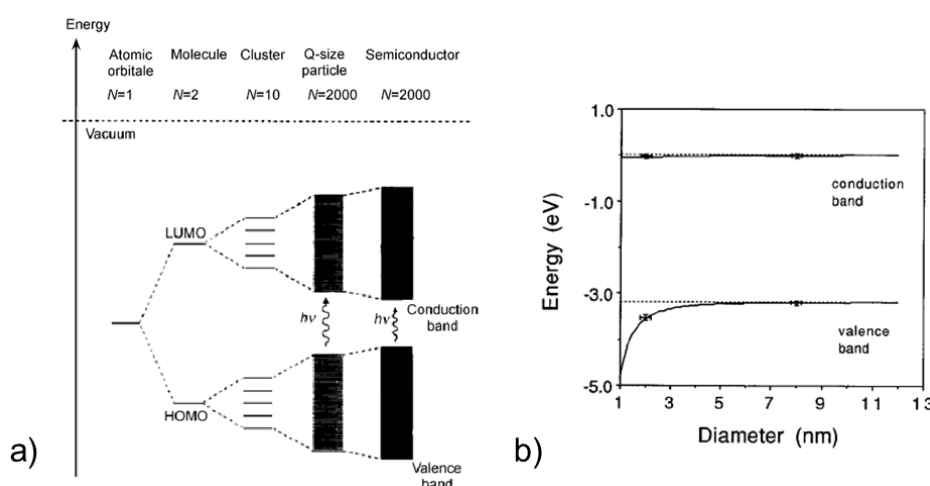 Energy
Atomic orbitale
Molecule
Cluster
Q-size particle
Semiconductor
N=1
N=2
N=10
N=2000
N=2000
Vacuum
LUMO
HOMO
hν
hν
Conduction band
Valence band
a)
1.0
-1.0
-3.0
-5.0
Energy (eV)
conduction band
valence band
1 3 5 7 9 11 13
Diameter (nm)
b)